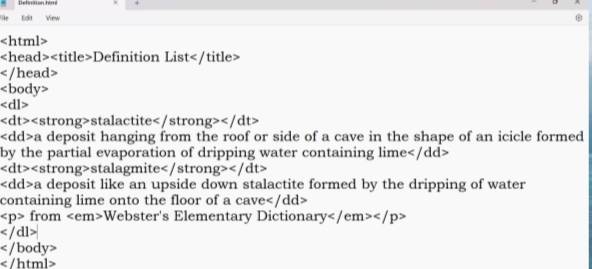 Definition.html
File Edit View
<html>
<head><title>Definition List</title>
</head>
<body>
<dl>
<dt><strong>stalactite</strong></dt>
<dd>a deposit hanging from the roof or side of a cave in the shape of an icicle formed
by the partial evaporation of dripping water containing lime</dd>
<dt><strong>stalagmite</strong></dt>
<dd>a deposit like an upside down stalactite formed by the dripping of water
containing lime onto the floor of a cave</dd>
<p> from <em>Webster's Elementary Dictionary</em></p>
</dl>
</body>
</html>